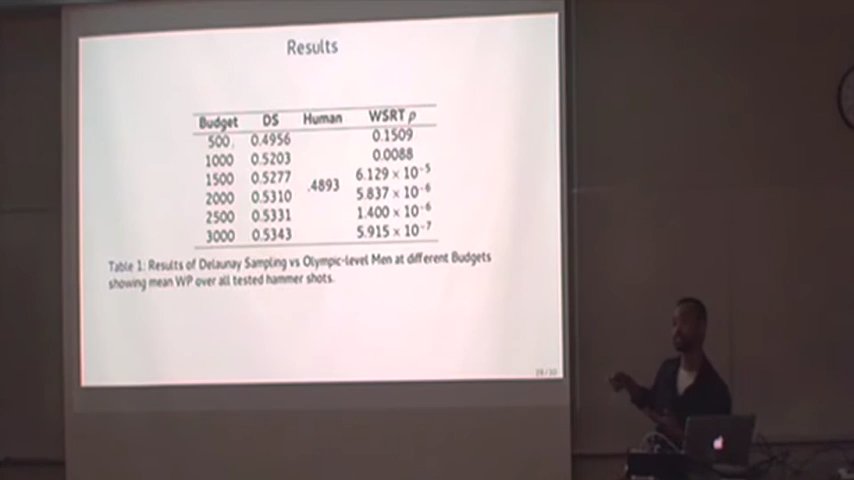 Results
Budget DS Human WSRT p
500 0.4956 0.1509
1000 0.5203 0.0088
1500 0.5277 6.129 × 10⁻⁵
.4893
2000 0.5310 5.837 × 10⁻⁶
2500 0.5331 1.400 × 10⁻⁶
3000 0.5343 5.915 × 10⁻⁷
Table 1: Results of Delaunay Sampling vs Olympic-level Men at different Budgets
showing mean WP over all tested hammer shots.